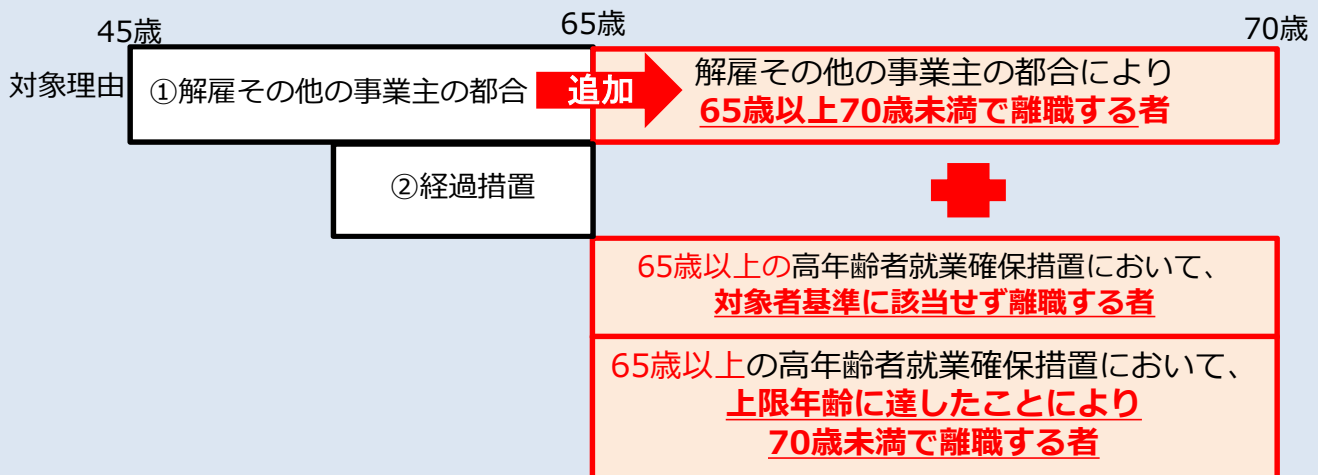 45歳
65歳
70歳
対象理由
①解雇その他の事業主の都合
追加
解雇その他の事業主の都合により
65歳以上70歳未満で離職する者
②経過措置
65歳以上の高年齢者就業確保措置において、
対象者基準に該当せず離職する者
65歳以上の高年齢者就業確保措置において、
上限年齢に達したことにより
70歳未満で離職する者